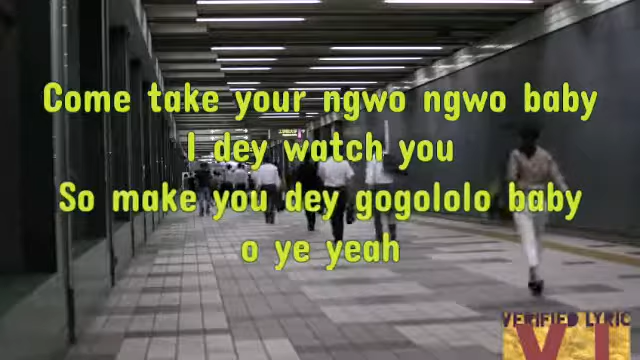 Come take your ngwo ngwo baby
I dey watch you
So make you dey gogololo baby
o ye yeah
VERIFIED LYRIC